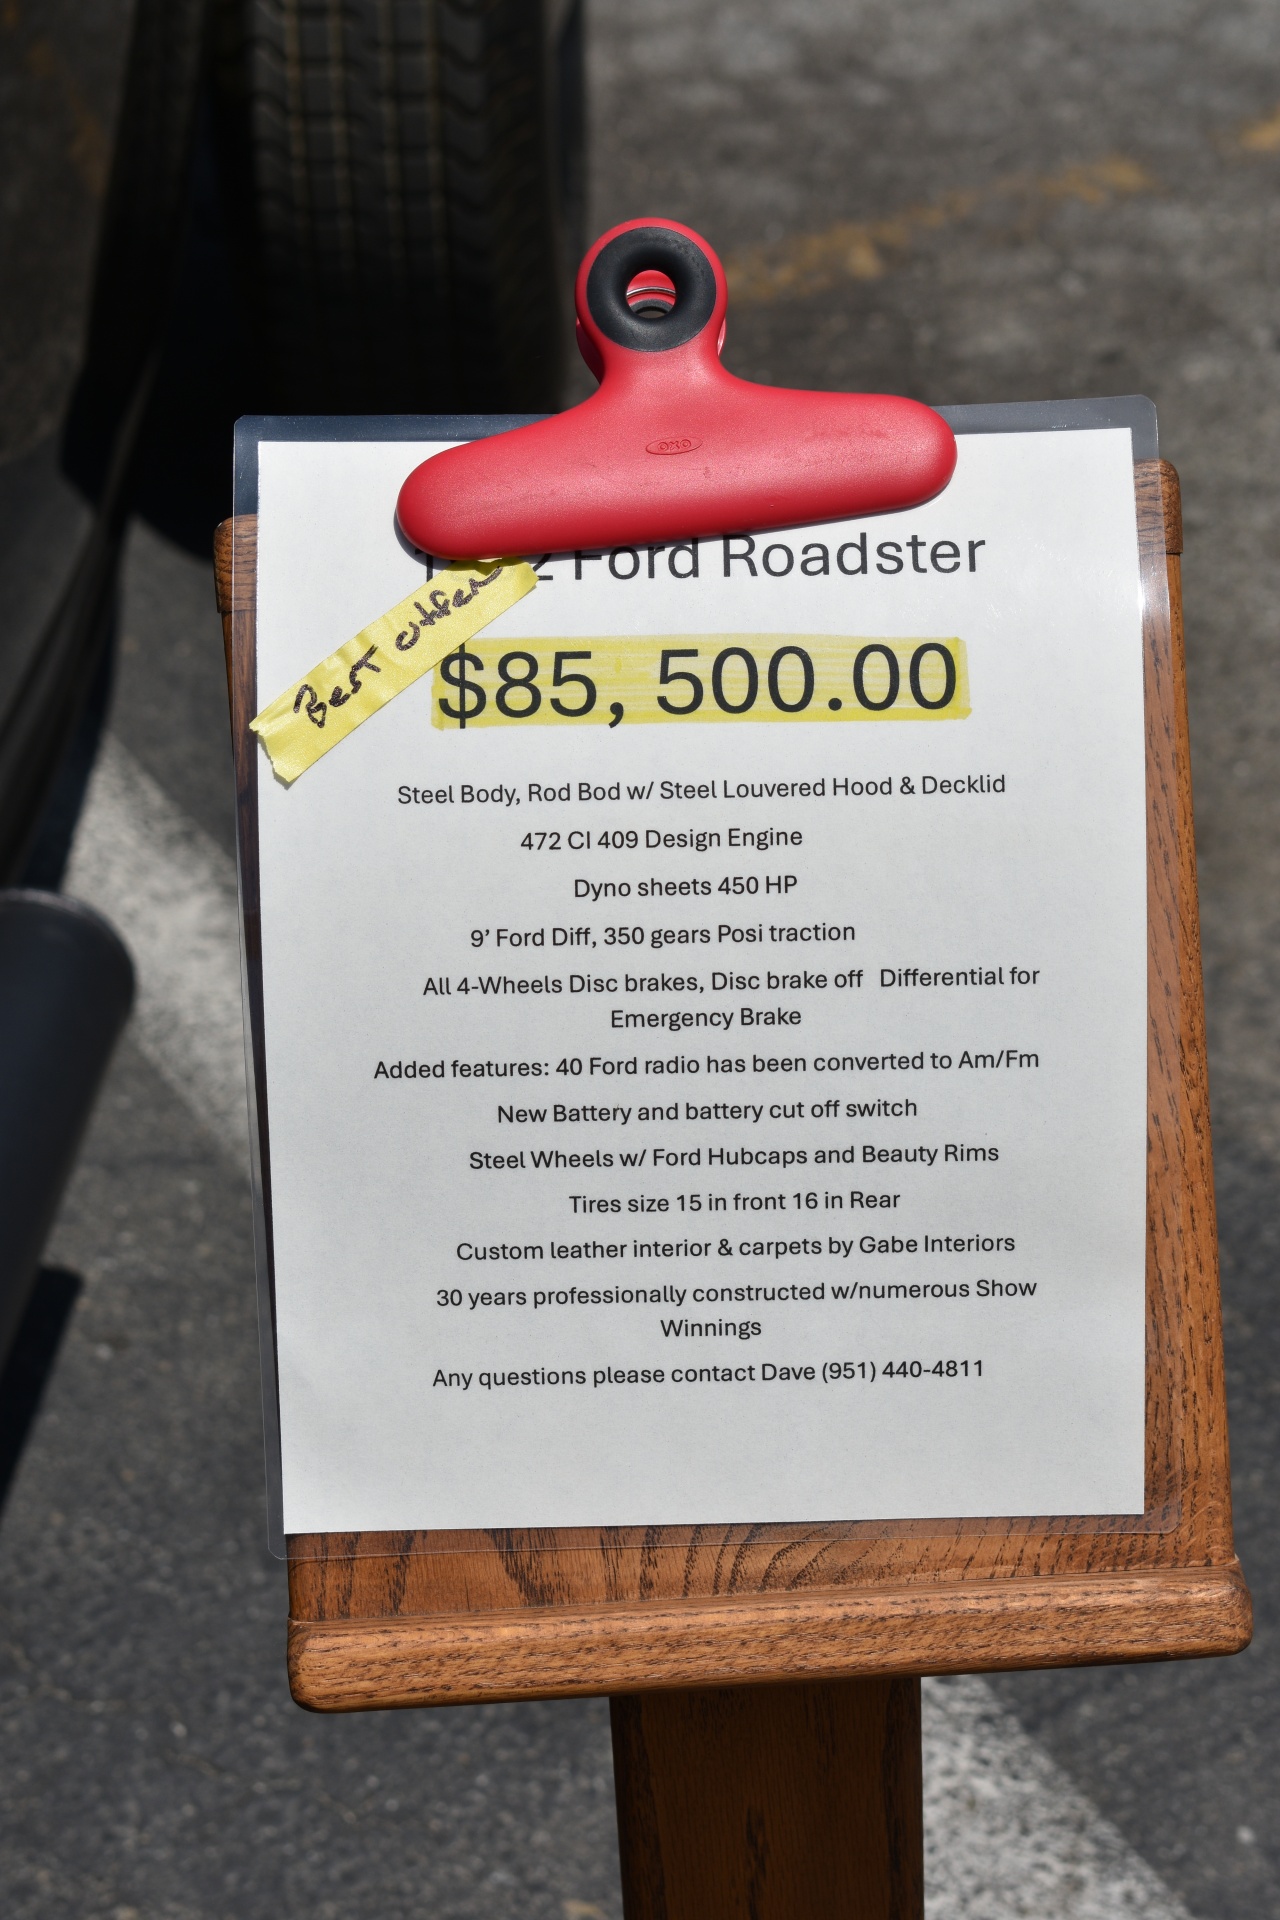 OXO
Ford Roadster
Best offer
$85, 500.00
Steel Body, Rod Bod w/ Steel Louvered Hood & Decklid
472 CI 409 Design Engine
Dyno sheets 450 HP
9’ Ford Diff, 350 gears Posi traction
All 4-Wheels Disc brakes, Disc brake off Differential for
Emergency Brake
Added features: 40 Ford radio has been converted to Am/Fm
New Battery and battery cut off switch
Steel Wheels w/ Ford Hubcaps and Beauty Rims
Tires size 15 in front 16 in Rear
Custom leather interior & carpets by Gabe Interiors
30 years professionally constructed w/numerous Show
Winnings
Any questions please contact Dave (951) 440-4811